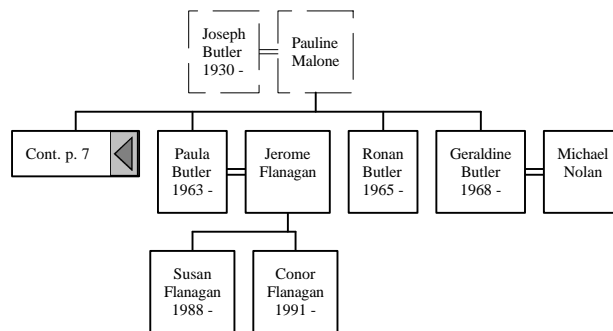 Joseph
Butler
1930 -
Pauline
Malone
Cont. p. 7
Paula
Butler
1963 -
Jerome
Flanagan
Ronan
Butler
1965 -
Geraldine
Butler
1968 -
Michael
Nolan
Susan
Flanagan
1988 -
Conor
Flanagan
1991 -